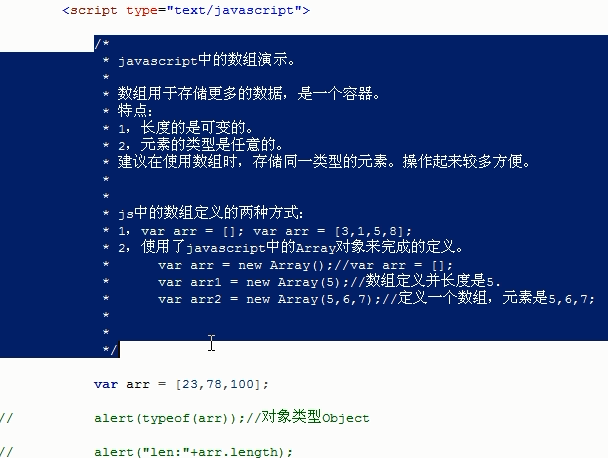 <script type="text/javascript">
/*
* javascript中的数组演示。
*
* 数组用于存储更多的数据，是一个容器。
* 特点：
* 1，长度的是可变的。
* 2，元素的类型是任意的。
* 建议在使用数组时，存储同一类型的元素。操作起来较多方便。
*
*
* js中的数组定义的两种方式：
* 1，var arr = []; var arr = [3,1,5,8];
* 2，使用了javascript中的Array对象来完成的定义。
* var arr = new Array();//var arr = [];
* var arr1 = new Array(5);//数组定义并长度是5.
* var arr2 = new Array(5,6,7);//定义一个数组，元素是5,6,7;
*
*
*/
var arr = [23,78,100];
// alert(typeof(arr));//对象类型Object
// alert("len:"+arr.length);